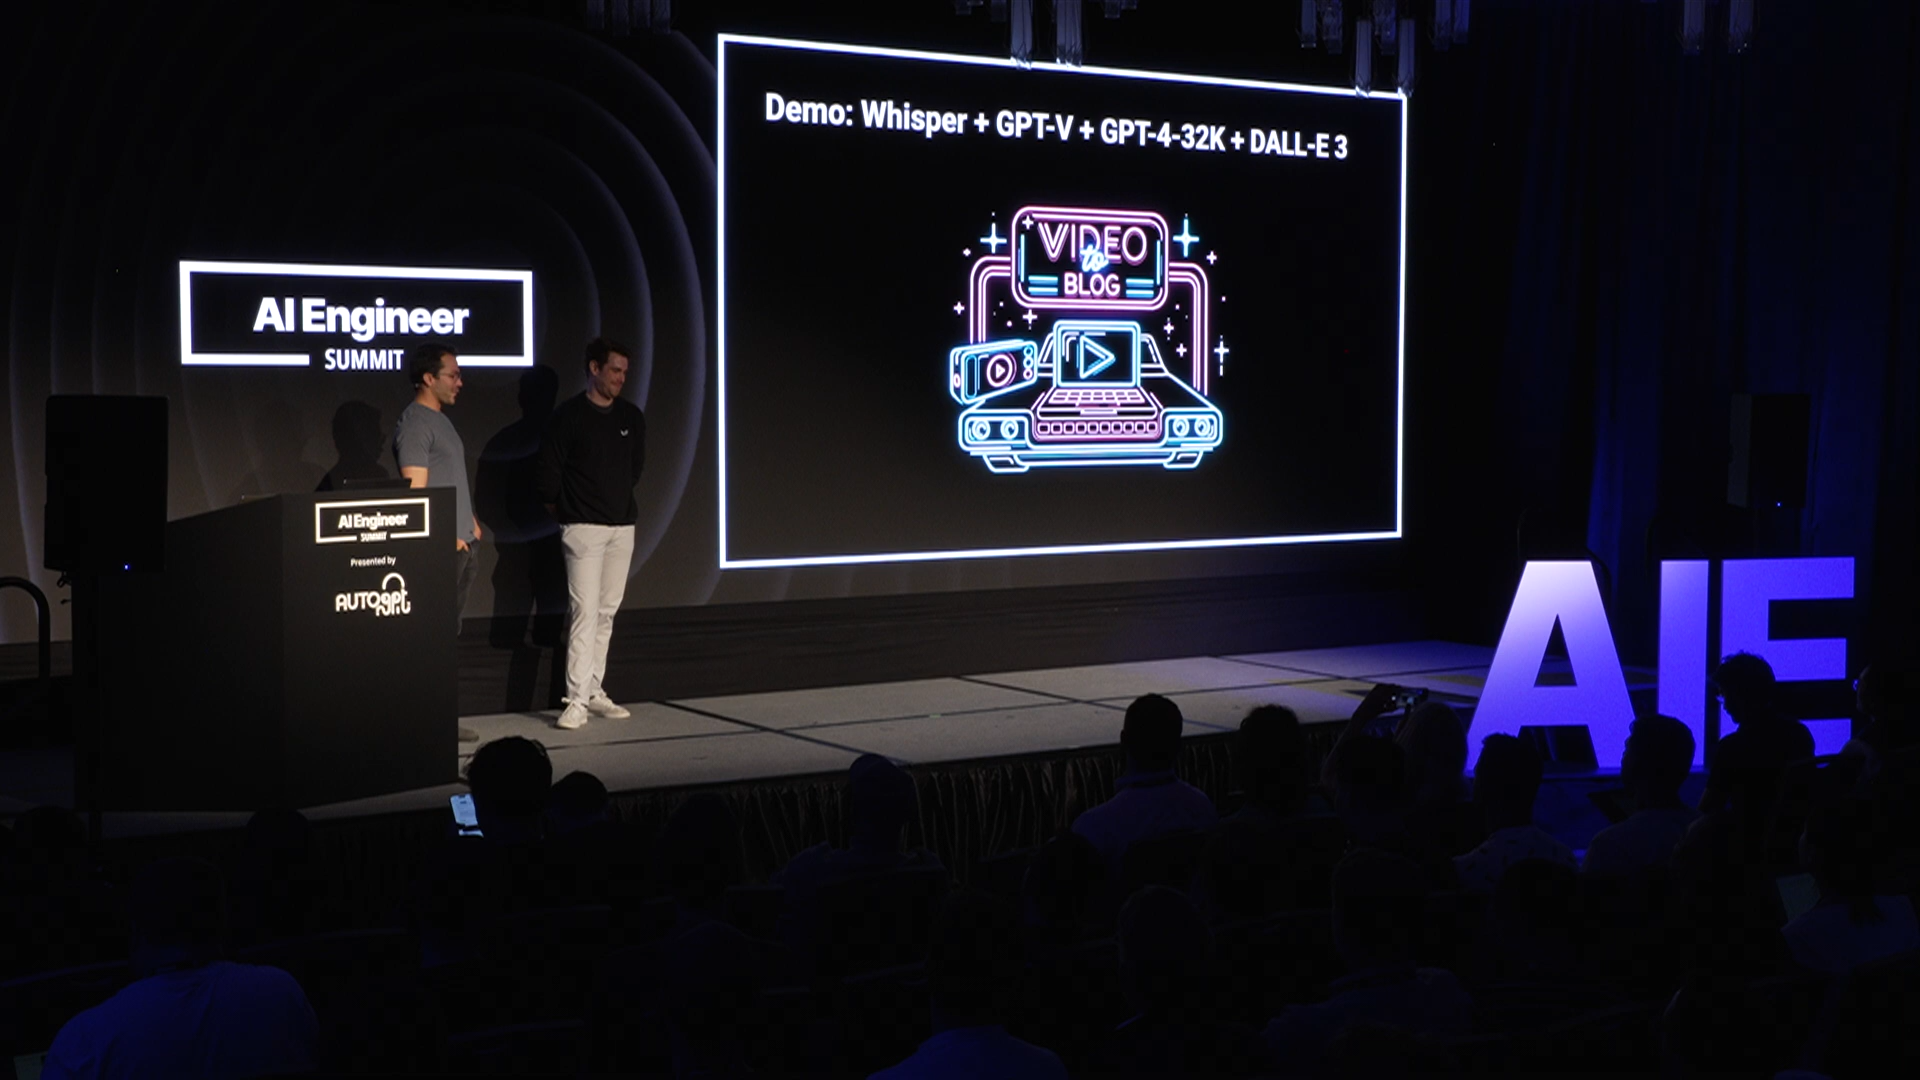 Demo: Whisper + GPT-V + GPT-4-32K + DALL-E 3
VIDEO
to
BLOG
AI Engineer
SUMMIT
AI Engineer
SUMMIT
Presented by
AUTOgpt
AIE